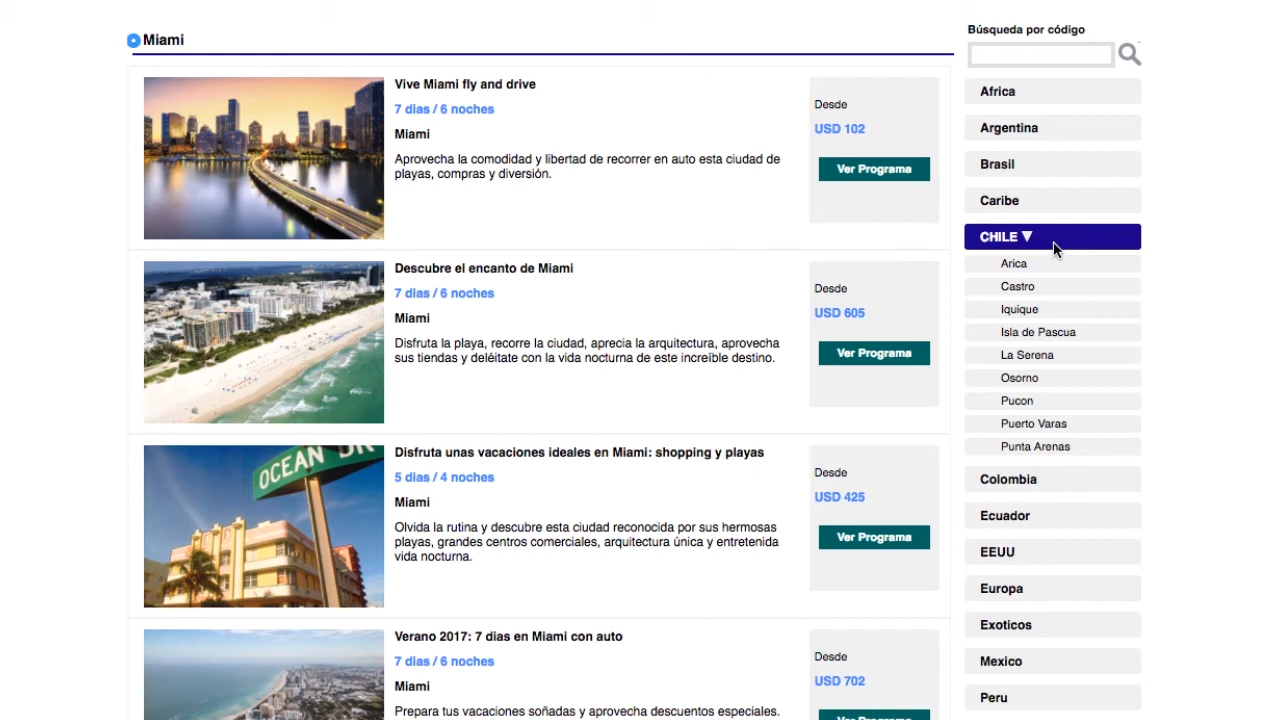 Miami
Vive Miami fly and drive
7 dias / 6 noches
Miami
Aprovecha la comodidad y libertad de recorrer en auto esta ciudad de
playas, compras y diversión.
Desde
USD 102
Ver Programa
Descubre el encanto de Miami
7 dias / 6 noches
Miami
Disfruta la playa, recorre la ciudad, aprecia la arquitectura, aprovecha
sus tiendas y deléitate con la vida nocturna de este increíble destino.
Desde
USD 605
Ver Programa
OCEAN DR
Disfruta unas vacaciones ideales en Miami: shopping y playas
5 dias / 4 noches
Miami
Olvida la rutina y descubre esta ciudad reconocida por sus hermosas
playas, grandes centros comerciales, arquitectura única y entretenida
vida nocturna.
Desde
USD 425
Ver Programa
Verano 2017: 7 dias en Miami con auto
7 dias / 6 noches
Miami
Prepara tus vacaciones soñadas y aprovecha descuentos especiales.
Desde
USD 702
Ver Programa
Búsqueda por código
Africa
Argentina
Brasil
Caribe
CHILE ▼
Arica
Castro
Iquique
Isla de Pascua
La Serena
Osorno
Pucon
Puerto Varas
Punta Arenas
Colombia
Ecuador
EEUU
Europa
Exoticos
Mexico
Peru